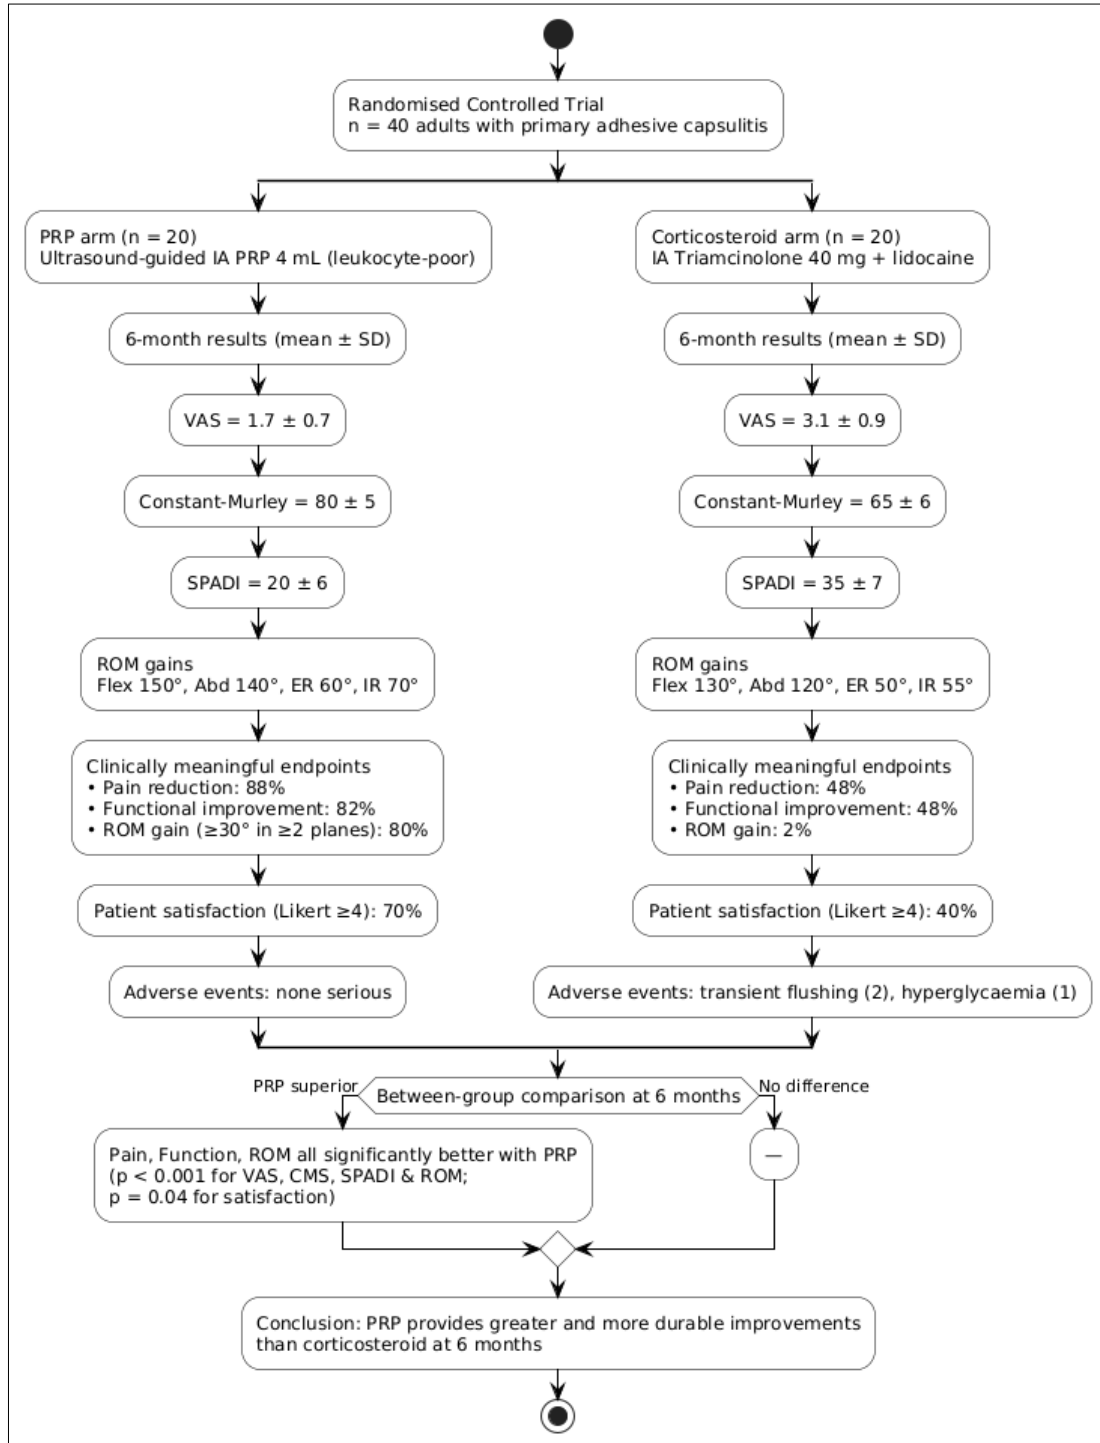 Randomised Controlled Trial
n = 40 adults with primary adhesive capsulitis
PRP arm (n = 20)
Ultrasound-guided IA PRP 4 mL (leukocyte-poor)
6-month results (mean ± SD)
VAS = 1.7 ± 0.7
Constant-Murley = 80 ± 5
SPADI = 20 ± 6
ROM gains
Flex 150°, Abd 140°, ER 60°, IR 70°
Clinically meaningful endpoints
• Pain reduction: 88%
• Functional improvement: 82%
• ROM gain (≥30° in ≥2 planes): 80%
Patient satisfaction (Likert ≥4): 70%
Adverse events: none serious
Corticosteroid arm (n = 20)
IA Triamcinolone 40 mg + lidocaine
6-month results (mean ± SD)
VAS = 3.1 ± 0.9
Constant-Murley = 65 ± 6
SPADI = 35 ± 7
ROM gains
Flex 130°, Abd 120°, ER 50°, IR 55°
Clinically meaningful endpoints
• Pain reduction: 48%
• Functional improvement: 48%
• ROM gain: 2%
Patient satisfaction (Likert ≥4): 40%
Adverse events: transient flushing (2), hyperglycaemia (1)
Between-group comparison at 6 months
PRP superior
Pain, Function, ROM all significantly better with PRP
(p < 0.001 for VAS, CMS, SPADI & ROM;
p = 0.04 for satisfaction)
No difference
—
Conclusion: PRP provides greater and more durable improvements
than corticosteroid at 6 months